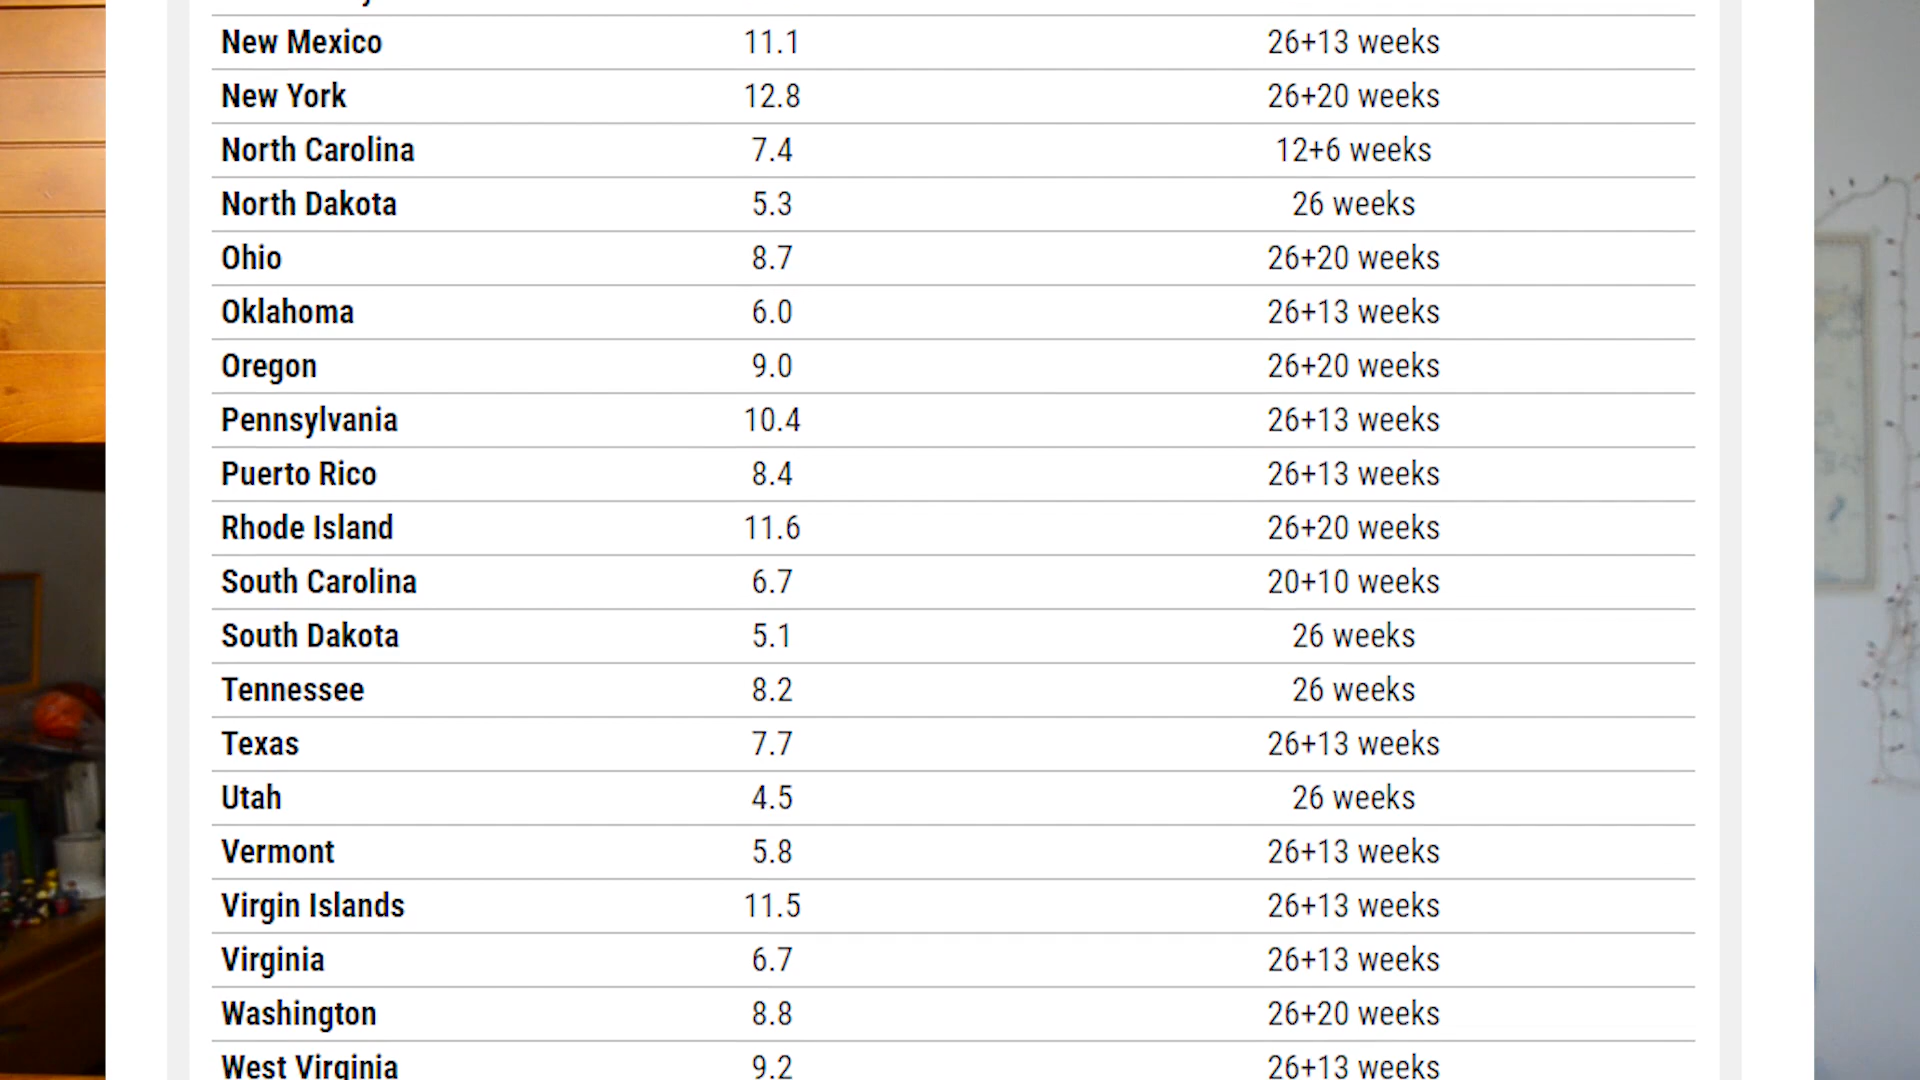 New Mexico 11.1 26+13 weeks
New York 12.8 26+20 weeks
North Carolina 7.4 12+6 weeks
North Dakota 5.3 26 weeks
Ohio 8.7 26+20 weeks
Oklahoma 6.0 26+13 weeks
Oregon 9.0 26+20 weeks
Pennsylvania 10.4 26+13 weeks
Puerto Rico 8.4 26+13 weeks
Rhode Island 11.6 26+20 weeks
South Carolina 6.7 20+10 weeks
South Dakota 5.1 26 weeks
Tennessee 8.2 26 weeks
Texas 7.7 26+13 weeks
Utah 4.5 26 weeks
Vermont 5.8 26+13 weeks
Virgin Islands 11.5 26+13 weeks
Virginia 6.7 26+13 weeks
Washington 8.8 26+20 weeks
West Virginia 9.2 26+13 weeks